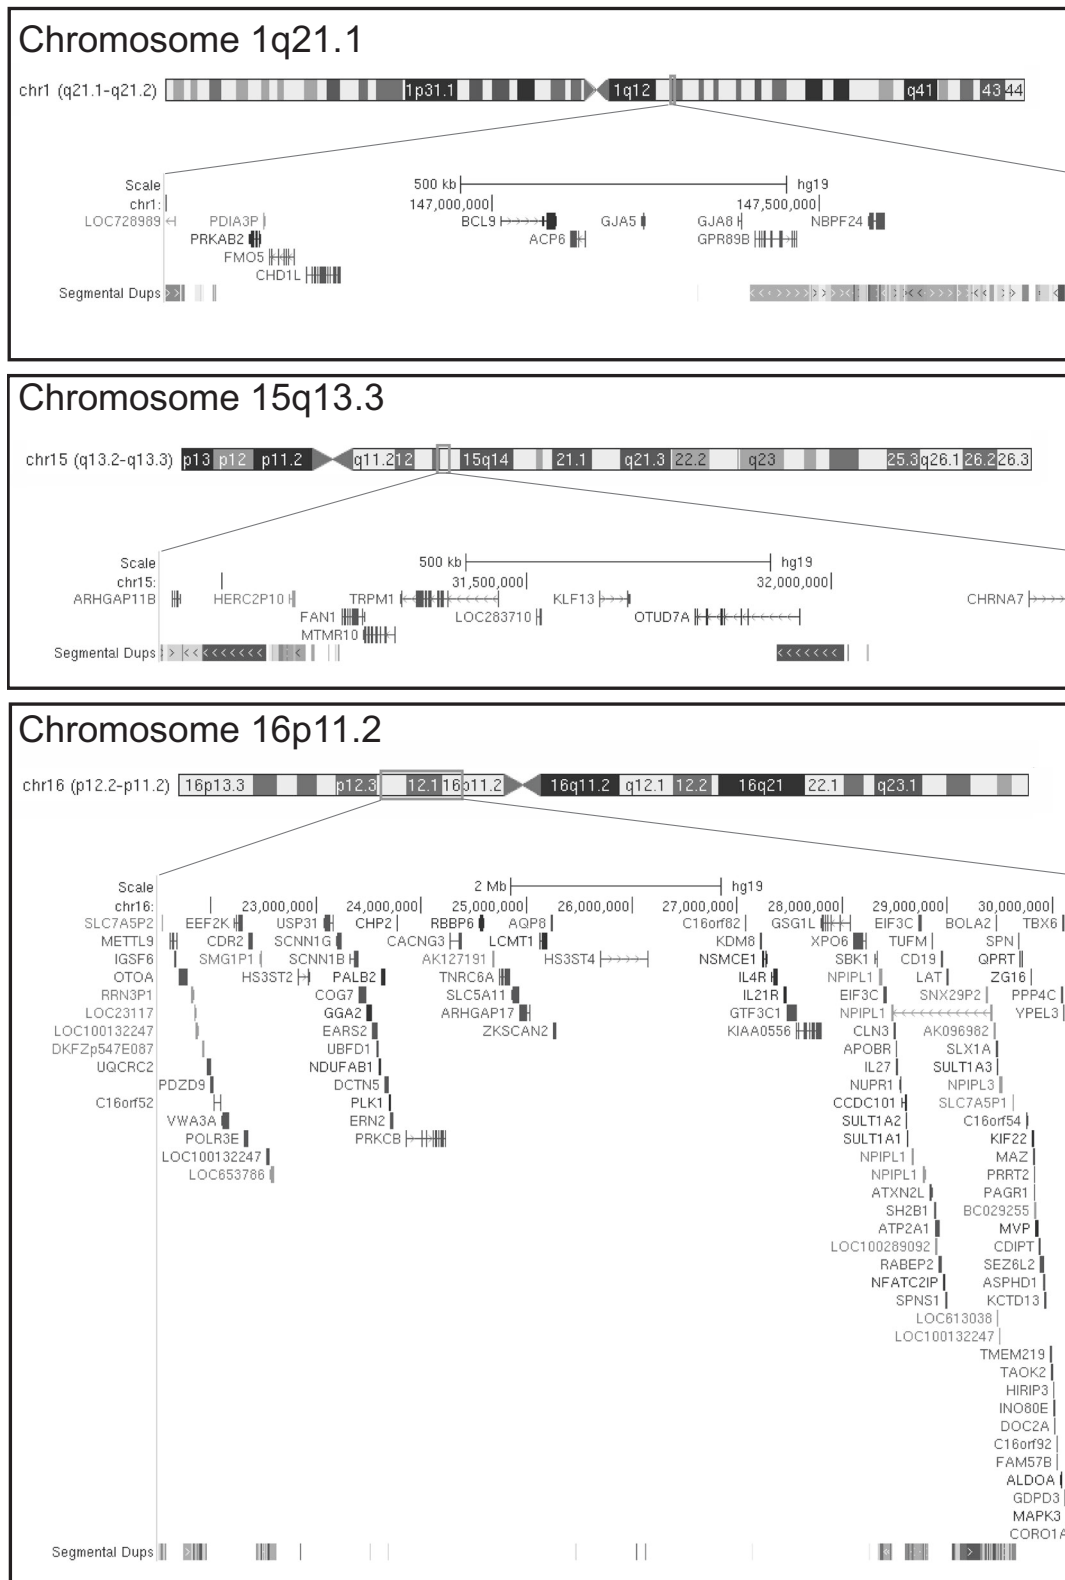 Chromosome 1q21.1
chr1 (q21.1-q21.2) 1p31.1 1q12 q41 43 44
Scale 500 kb hg19
chr1: 147,000,000 147,500,000
LOC728989 PDIA3P BCL9 GJA5 GJA8 NBPF24
PRKAB2 ACP6 GPR89B
FMO5
CHD1L
Segmental Dups
Chromosome 15q13.3
chr15 (q13.2-q13.3) p13 p12 p11.2 q11.2 12 15q14 21.1 q21.3 22.2 q23 25.3 q26.1 26.2 26.3
Scale 500 kb hg19
chr15: 31,500,000 32,000,000
ARHGAP11B HERC2P10 TRPM1 KLF13 CHRNA7
FAN1 LOC283710 OTUD7A
MTMR10
Segmental Dups
Chromosome 16p11.2
chr16 (p12.2-p11.2) 16p13.3 p12.3 12.1 16p11.2 16q11.2 q12.1 12.2 16q21 22.1 q23.1
Scale 2 Mb hg19
chr16: 23,000,000 24,000,000 25,000,000 26,000,000 27,000,000 28,000,000 29,000,000 30,000,000
SLC7A5P2 EEF2K USP31 CHP2 RBBP6 AQP8 C16orf82 GSG1L EIF3C BOLA2 TBX6
METTL9 CDR2 SCNN1G CACNG3 LCMT1 KDM8 XPO6 TUFM SPN
IGSF6 SMG1P1 SCNN1B AK127191 HS3ST4 NSMCE1 SBK1 CD19 QPRT
OTOA HS3ST2 PALB2 TNRC6A IL4R NPIPL1 LAT ZG16
RRN3P1 COG7 SLC5A11 IL21R EIF3C SNX29P2 PPP4C
LOC23117 GGA2 ARHGAP17 GTF3C1 NPIPL1 YPEL3
LOC100132247 EARS2 ZKSCAN2 KIAA0556 CLN3 AK096982
DKFZp547E087 UBFD1 APOBR SLX1A
UQCRC2 NDUFAB1 IL27 SULT1A3
PDZD9 DCTN5 NUPR1 NPIPL3
C16orf52 PLK1 CCDC101 SLC7A5P1
VWA3A ERN2 SULT1A2 C16orf54
POLR3E PRKCB SULT1A1 KIF22
LOC100132247 NPIPL1 MAZ
LOC653786 NPIPL1 PRRT2
ATXN2L PAGR1
SH2B1 BC029255
ATP2A1 MVP
LOC100289092 CDIPT
RABEP2 SEZ6L2
NFATC2IP ASPHD1
SPNS1 KCTD13
LOC613038
LOC100132247
TMEM219
TAOK2
HIRIP3
INO80E
DOC2A
C16orf92
FAM57B
ALDOA
GDPD3
MAPK3
CORO1A
Segmental Dups